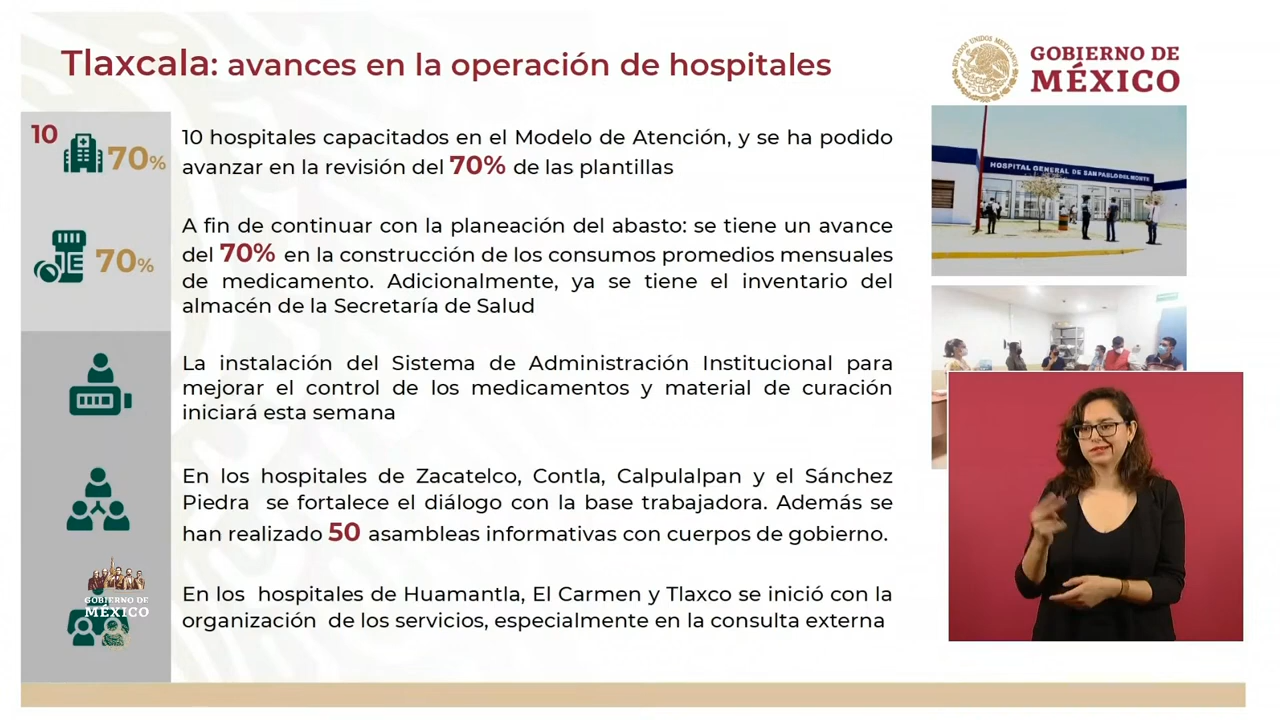 Tlaxcala: avances en la operación de hospitales
GOBIERNO DE
MÉXICO
10
70%
10 hospitales capacitados en el Modelo de Atención, y se ha podido
avanzar en la revisión del 70% de las plantillas
HOSPITAL GENERAL DE SAN PABLO DEL MONTE
70%
A fin de continuar con la planeación del abasto: se tiene un avance
del 70% en la construcción de los consumos promedios mensuales
de medicamento. Adicionalmente, ya se tiene el inventario del
almacén de la Secretaría de Salud
La instalación del Sistema de Administración Institucional para
mejorar el control de los medicamentos y material de curación
iniciará esta semana
En los hospitales de Zacatelco, Contla, Calpulalpan y el Sánchez
Piedra se fortalece el diálogo con la base trabajadora. Además se
han realizado 50 asambleas informativas con cuerpos de gobierno.
GOBIERNO DE
MÉXICO
En los hospitales de Huamantla, El Carmen y Tlaxco se inició con la
organización de los servicios, especialmente en la consulta externa